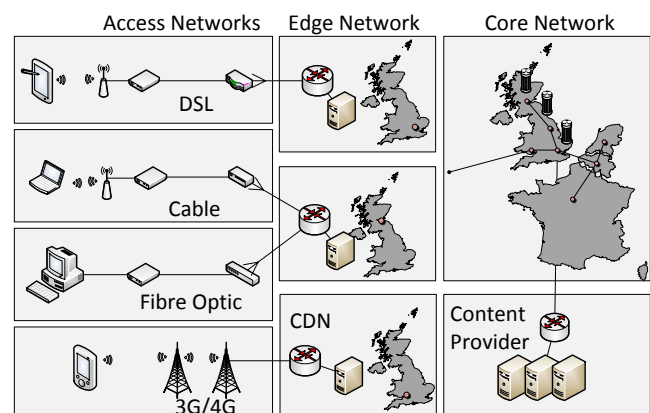 Access Networks
Edge Network
Core Network
DSL
Cable
Fibre Optic
3G/4G
CDN
Content
Provider